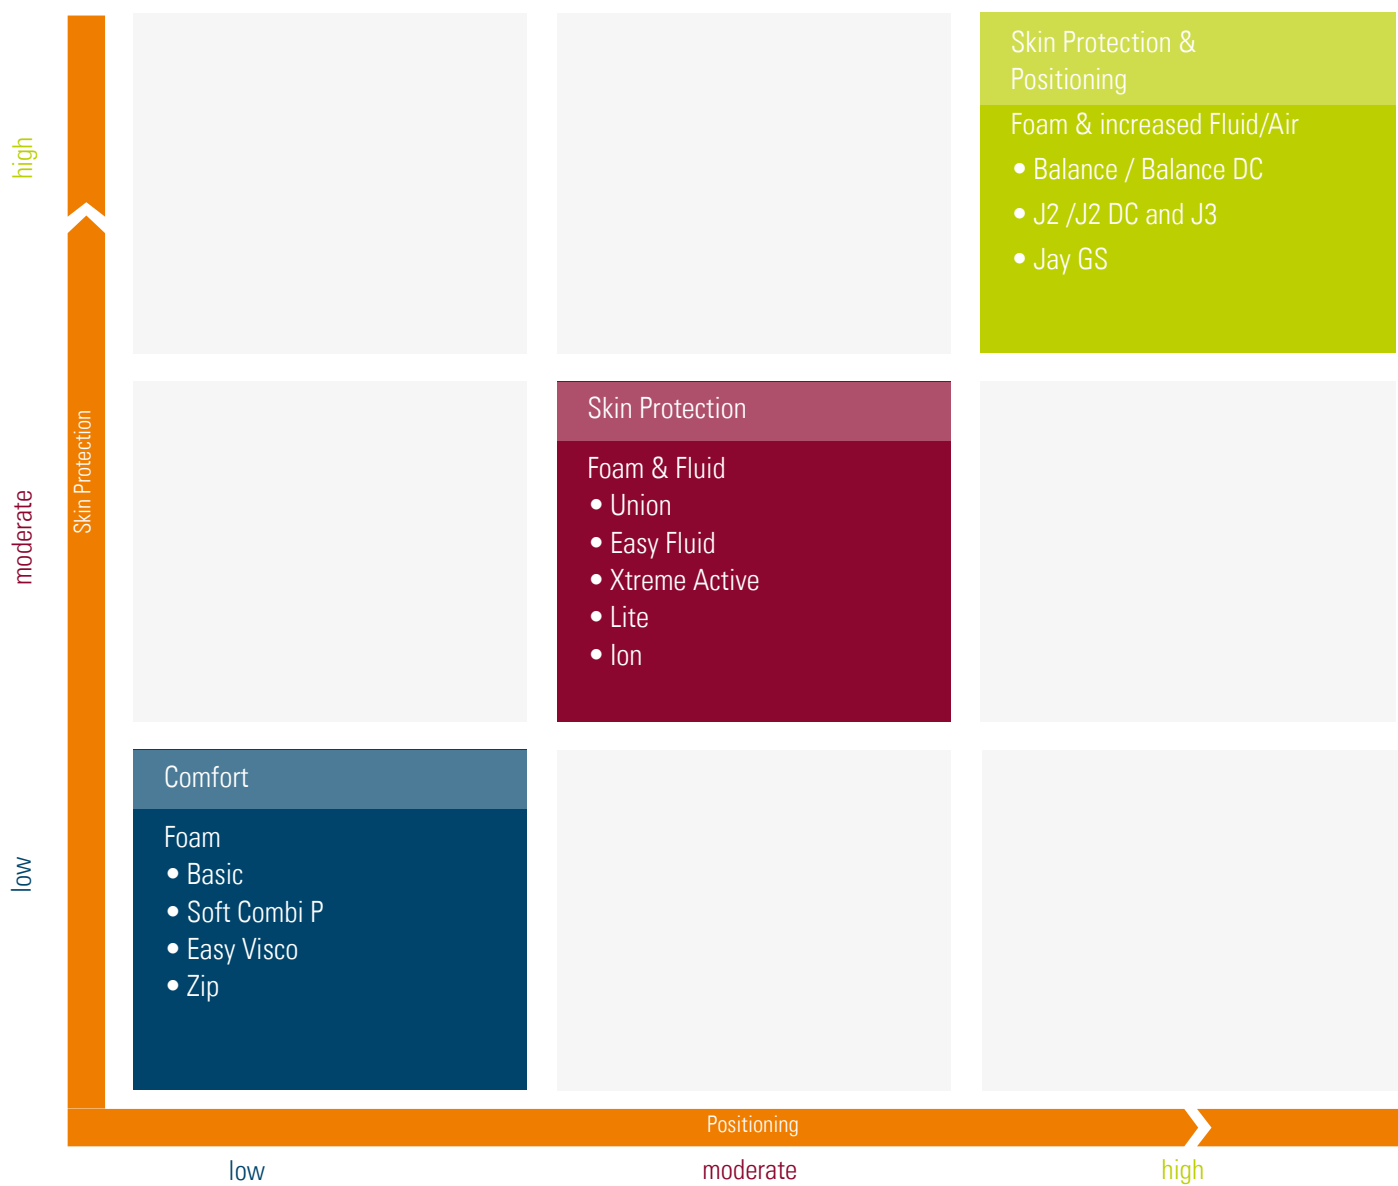 high
Skin Protection &
Positioning
Foam & increased Fluid/Air
• Balance / Balance DC
• J2 /J2 DC and J3
• Jay GS
moderate
Skin Protection
Skin Protection
Foam & Fluid
• Union
• Easy Fluid
• Xtreme Active
• Lite
• Ion
low
Comfort
Foam
• Basic
• Soft Combi P
• Easy Visco
• Zip
Positioning
low
moderate
high